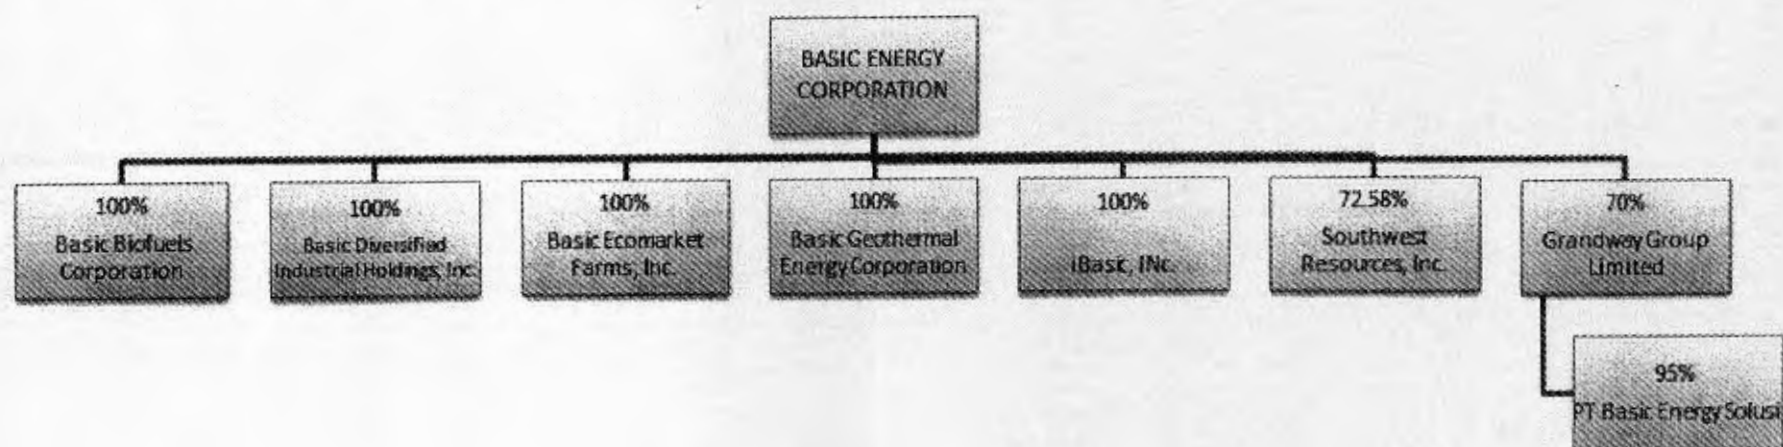 BASIC ENERGY
CORPORATION
100%
Basic Biofuels
Corporation
100%
Basic Diversified
Industrial Holdings, Inc.
100%
Basic Ecomarket
Farms, Inc.
100%
Basic Geothermal
Energy Corporation
100%
iBasic, INc.
72.58%
Southwest
Resources, Inc.
70%
Grandway Group
Limited
95%
PT Basic Energy Solusi